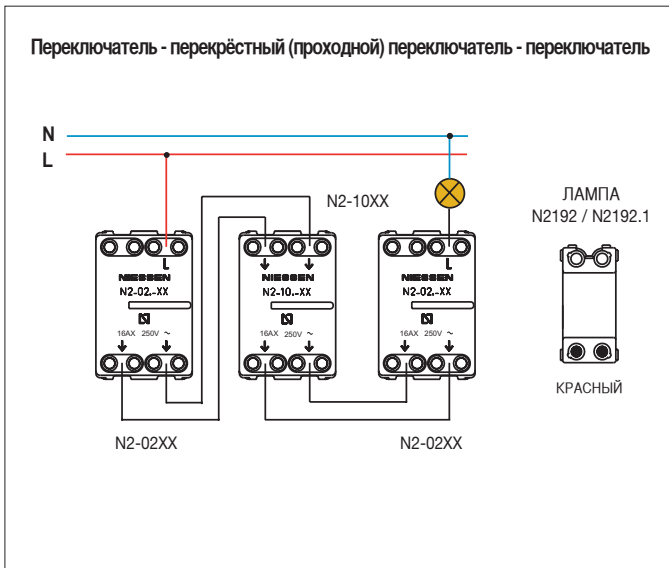 Переключатель - перекрёстный (проходной) переключатель - переключатель
N
L
N2-10XX
ЛАМПА
N2192 / N2192.1
L
NIESSEN
N2-02.-XX
16AX 250V ~
NIESSEN
N2-10.-XX
16AX 250V ~
L
NIESSEN
N2-02.-XX
16AX 250V ~
КРАСНЫЙ
N2-02XX
N2-02XX